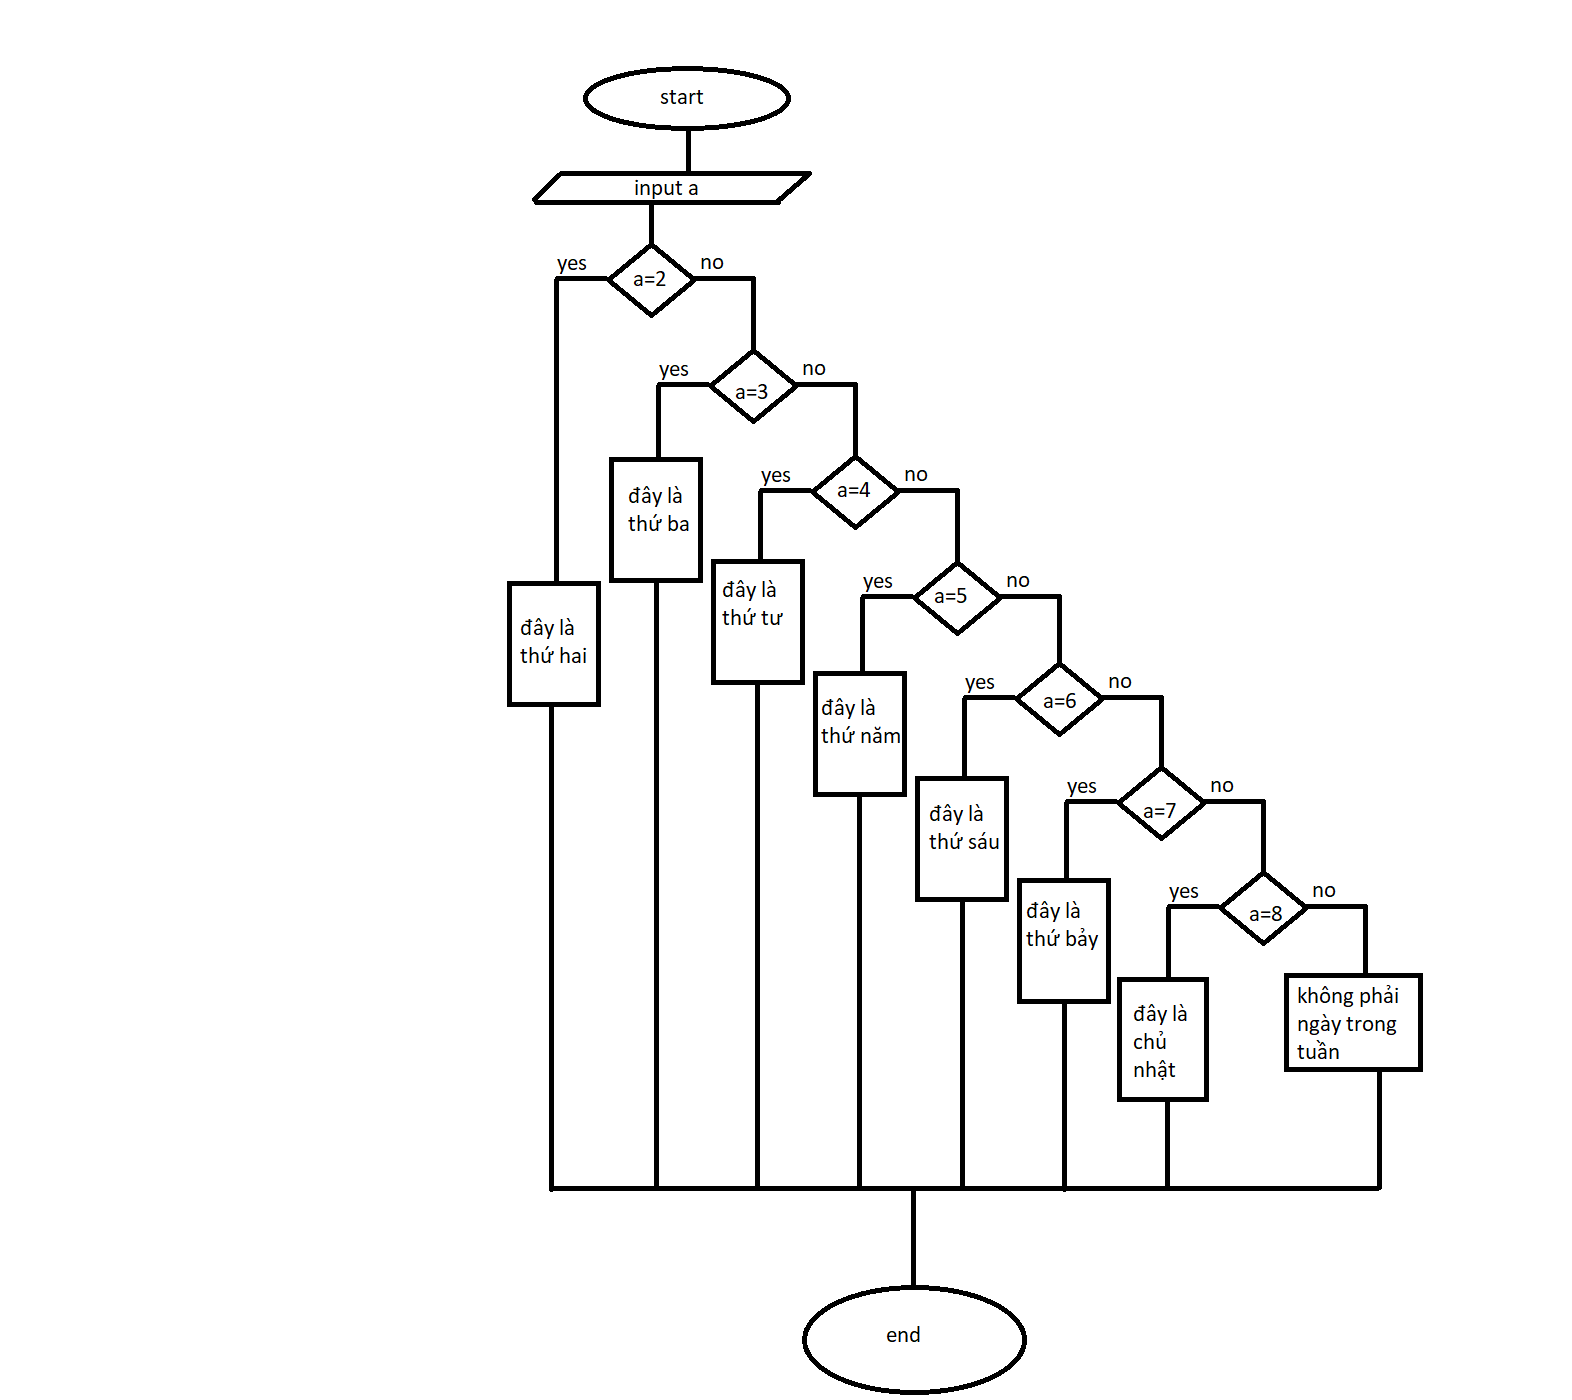 start
input a
yes
a=2
no
yes
a=3
no
yes
a=4
no
đây là
thứ ba
yes
a=5
no
đây là
thứ tư
đây là
thứ hai
yes
a=6
no
đây là
thứ năm
yes
a=7
no
đây là
thứ sáu
yes
a=8
no
đây là
thứ bảy
không phải
ngày trong
tuần
đây là
chủ
nhật
end